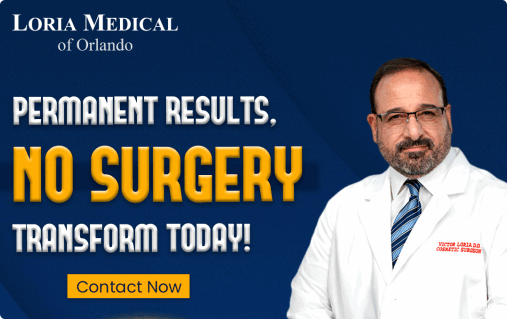 LORIA MEDICAL
of Orlando
PERMANENT RESULTS,
NO SURGERY
TRANSFORM TODAY!
Contact Now
VICTOR LORIA D.O
COSMETIC SURGEON